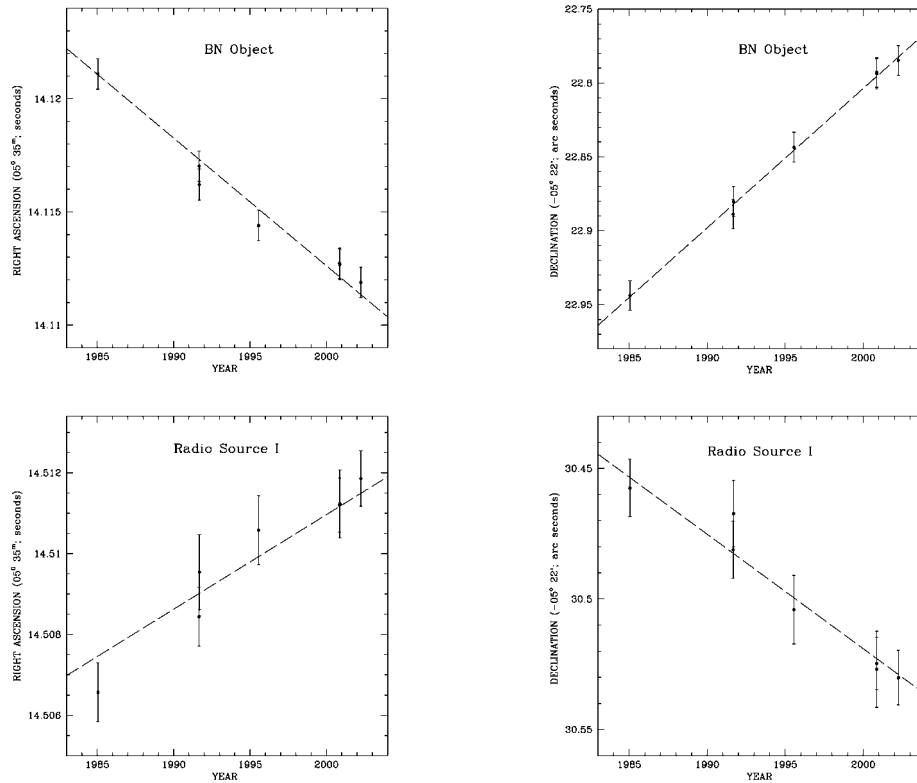 BN Object
RIGHT ASCENSION (05ʰ 35ᵐ; seconds)
14.12
14.115
14.11
1985 1990 1995 2000
YEAR
BN Object
DECLINATION (−05° 22'; arc seconds)
22.75
22.8
22.85
22.9
22.95
1985 1990 1995 2000
YEAR
Radio Source I
RIGHT ASCENSION (05ʰ 35ᵐ; seconds)
14.512
14.51
14.508
14.506
1985 1990 1995 2000
YEAR
Radio Source I
DECLINATION (−05° 22'; arc seconds)
30.45
30.5
30.55
1985 1990 1995 2000
YEAR